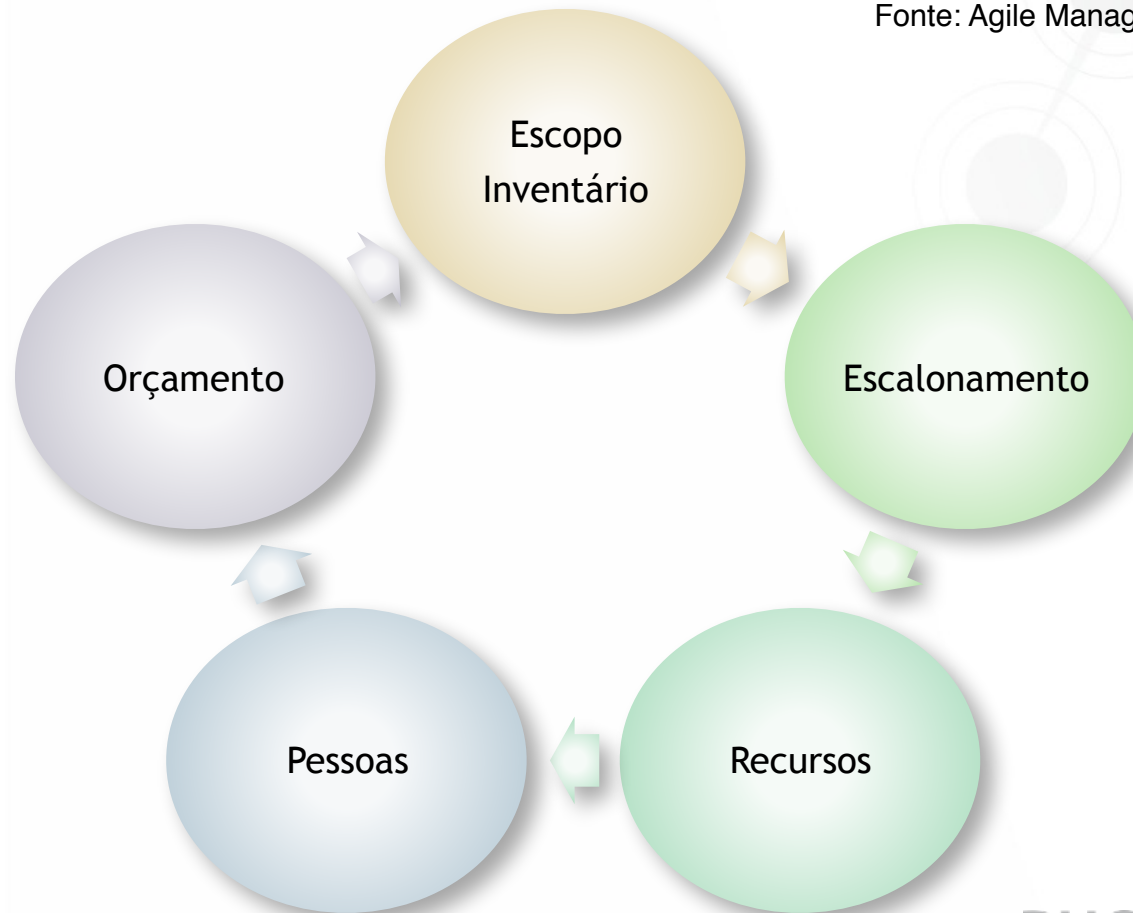 Fonte: Agile Manag
Escopo
Inventário
Orçamento
Escalonamento
Pessoas
Recursos